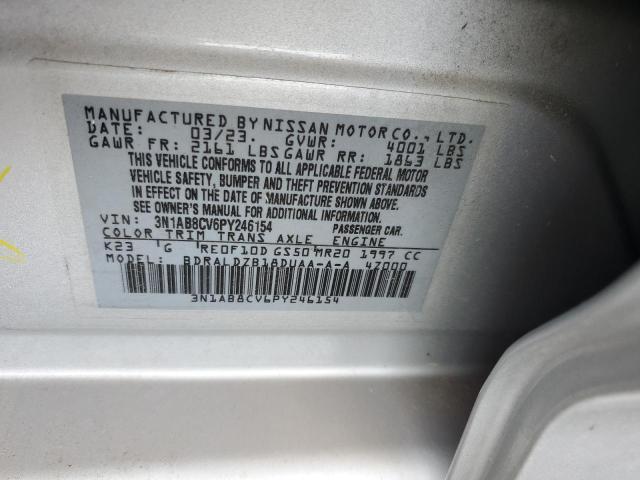 MANUFACTURED BY NISSAN MOTOR CO., LTD.
DATE: 03/23. GVWR: 4001 LBS
GAWR FR: 2161 LBS GAWR RR: 1863 LBS
THIS VEHICLE CONFORMS TO ALL APPLICABLE FEDERAL MOTOR
VEHICLE SAFETY, BUMPER AND THEFT PREVENTION STANDARDS
IN EFFECT ON THE DATE OF MANUFACTURE SHOWN ABOVE.
SEE OWNER'S MANUAL FOR ADDITIONAL INFORMATION
VIN: 3N1AB8CV6PY246154 PASSENGER CAR.
COLOR TRIM TRANS AXLE ENGINE
K23 G RE0F10D GS50 MR20 1997 CC
MODEL: BDRALDZB18DUAA-A-A 4Z000
3N1AB8CV6PY246154